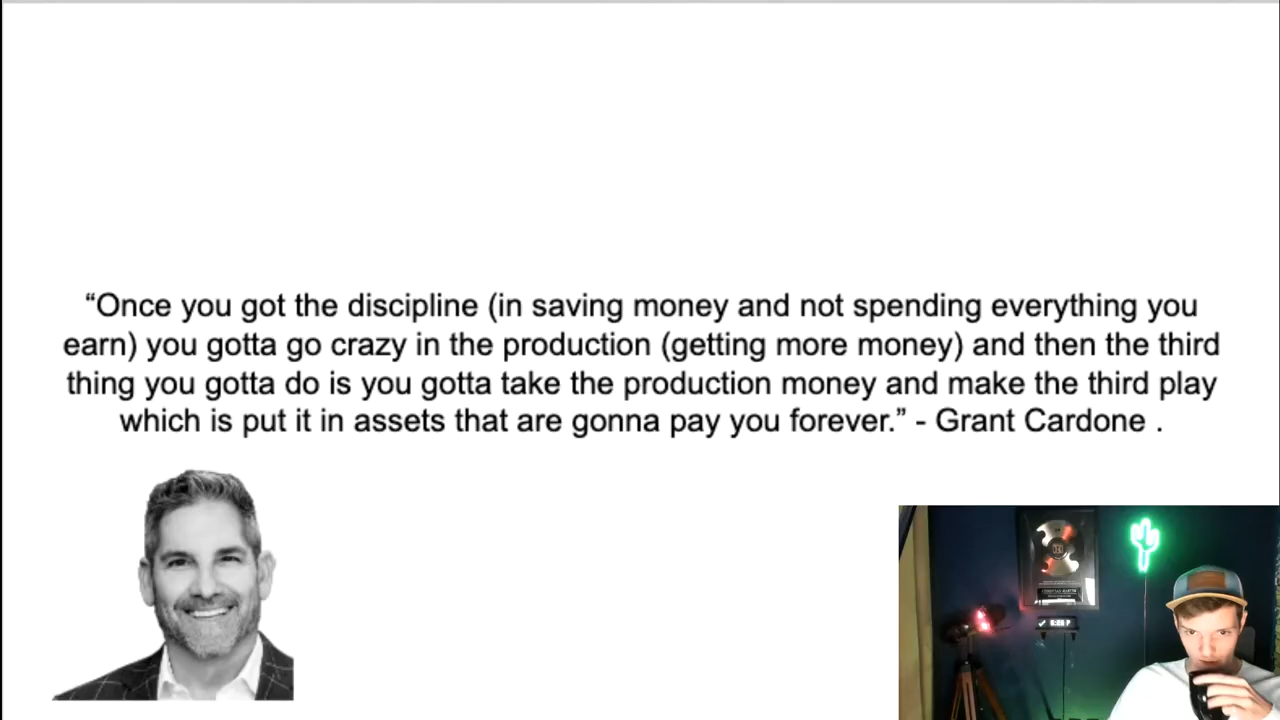 “Once you got the discipline (in saving money and not spending everything you
earn) you gotta go crazy in the production (getting more money) and then the third
thing you gotta do is you gotta take the production money and make the third play
which is put it in assets that are gonna pay you forever.” - Grant Cardone .